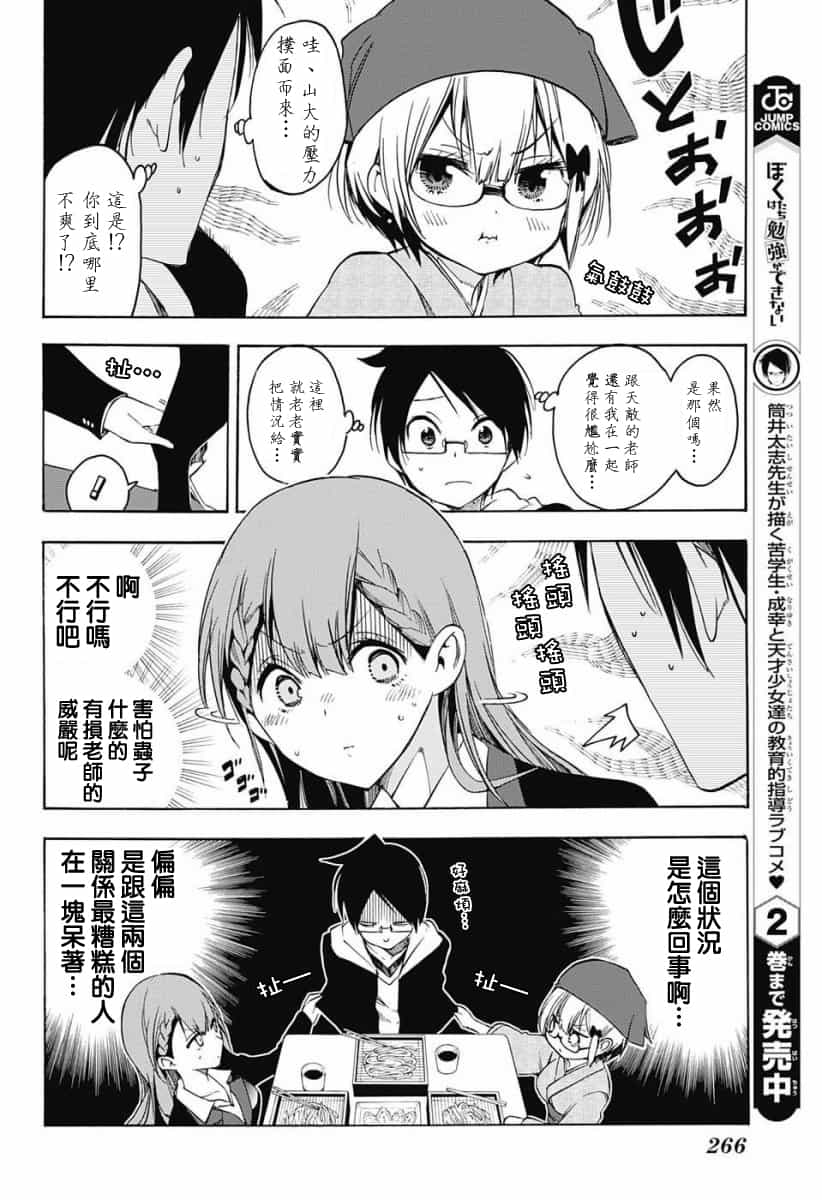 じとおおおお
哇、山大的壓力
撲面而來…
氣鼓鼓
這是!?
你到底哪里
不爽了!?
果然
是那個嗎…
跟天敵的老師
還有我在一起
覺得很尷尬麼…
這裡
就老老實實
把情況給…
扯…
!
搖頭
搖頭
搖頭
啊
不行嗎
不行吧
害怕蟲子
什麼的
有損老師的
威嚴呢
ゴゴゴ
這個狀況
是怎麼回事啊…
好麻煩…
扯—
扯—
偏偏
是跟這兩個
關係最糟糕的人
在一塊呆著…
266
JC
JUMP
COMICS
ぼくたちは勉強ができない
筒井太志先生が描く苦学生・成幸と天才少女達の教育的指導ラブコメ♥
2巻まで発売中